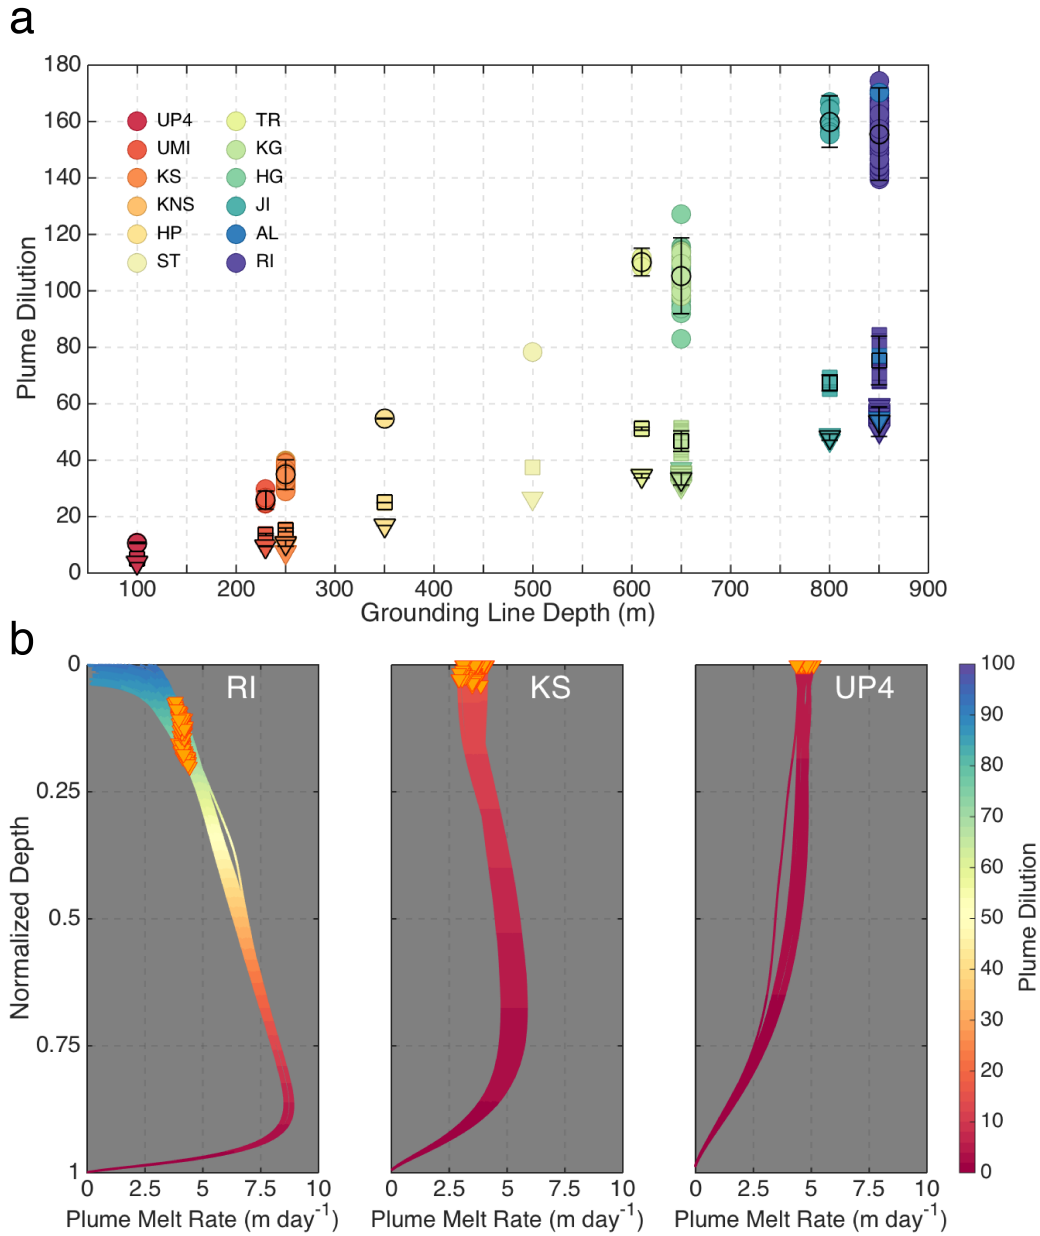 a
180
160
140
120
100
80
60
40
20
0
Plume Dilution
UP4 TR
UMI KG
KS HG
KNS JI
HP AL
ST RI
100 200 300 400 500 600 700 800 900
Grounding Line Depth (m)
b
0
0.25
0.5
0.75
1
Normalized Depth
RI KS UP4
0 2.5 5 7.5 10 0 2.5 5 7.5 10 0 2.5 5 7.5 10
Plume Melt Rate (m day-1) Plume Melt Rate (m day-1) Plume Melt Rate (m day-1)
100
90
80
70
60
50
40
30
20
10
0
Plume Dilution